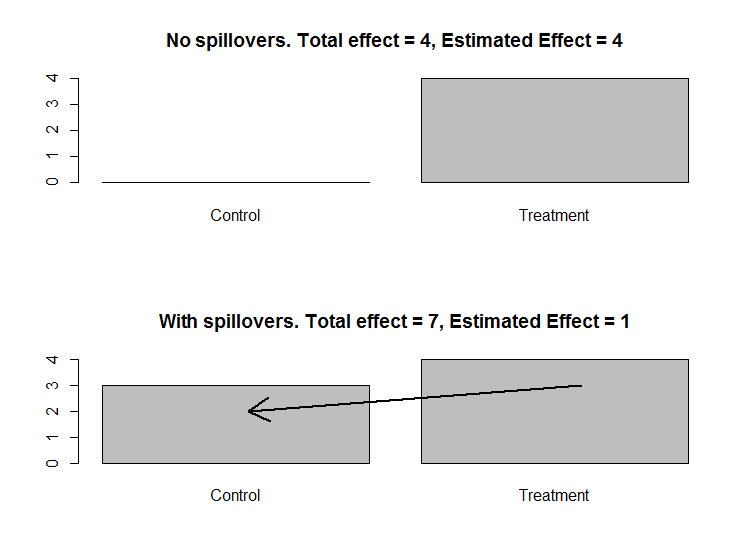 No spillovers. Total effect = 4, Estimated Effect = 4
4
3
2
1
0
Control Treatment
With spillovers. Total effect = 7, Estimated Effect = 1
4
3
2
1
0
Control Treatment